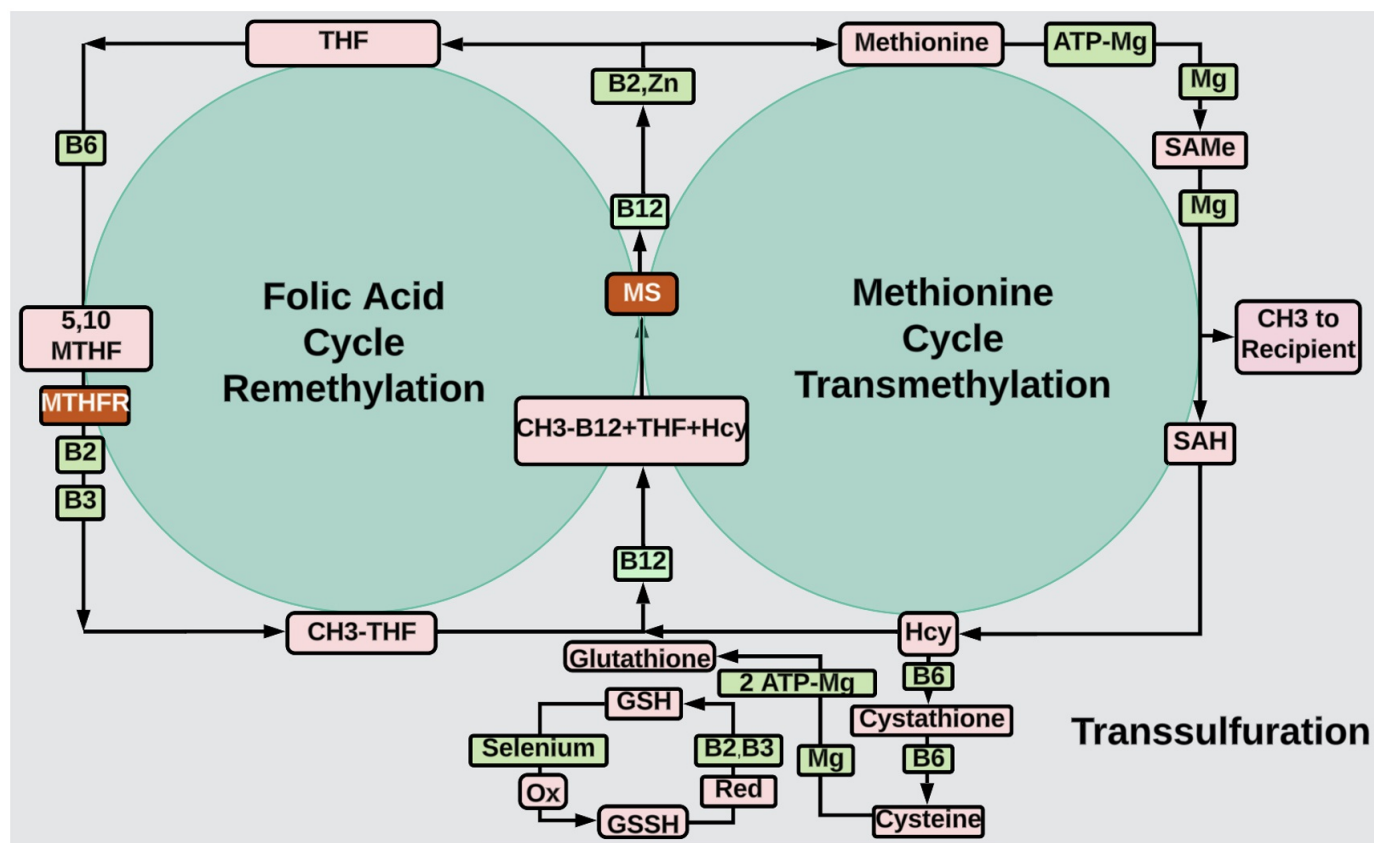 THF
Methionine
ATP-Mg
B2,Zn
Mg
B6
SAMe
B12
Mg
MS
Folic Acid
Cycle
Remethylation
Methionine
Cycle
Transmethylation
5,10
MTHF
CH3 to
Recipient
MTHFR
CH3-B12+THF+Hcy
SAH
B2
B3
B12
CH3-THF
Hcy
Glutathione
B6
2 ATP-Mg
GSH
Cystathione
Transsulfuration
Selenium
B2,B3
Mg
B6
Ox
Red
GSSH
Cysteine